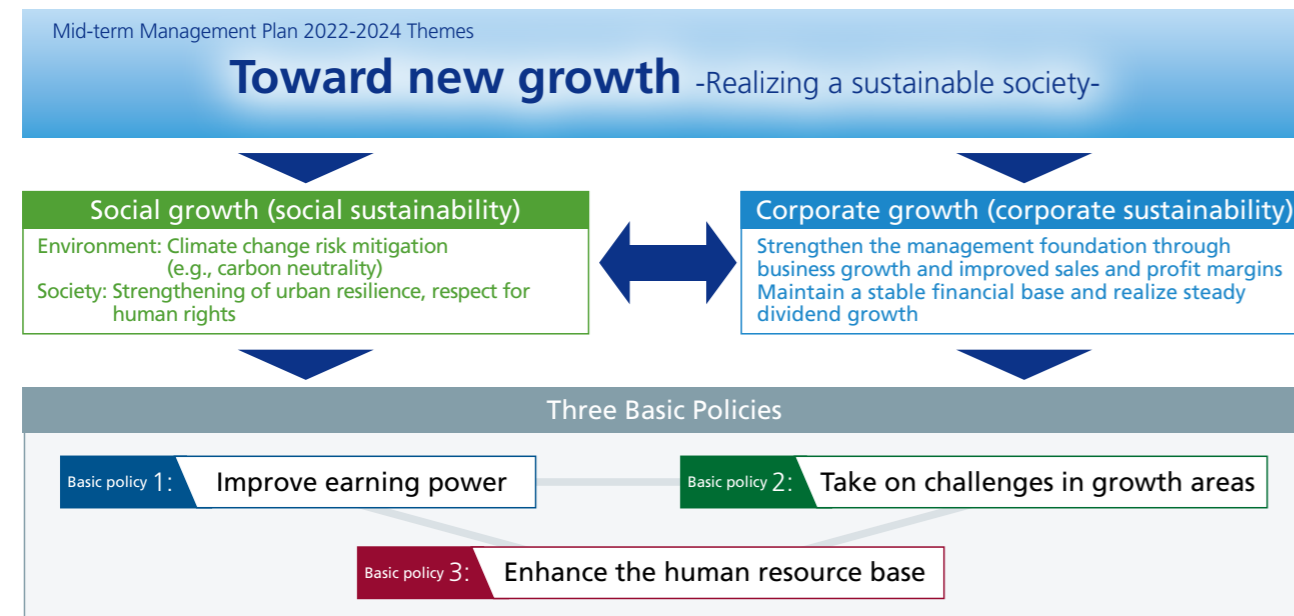 Mid-term Management Plan 2022-2024 Themes
Toward new growth -Realizing a sustainable society-
Social growth (social sustainability)
Environment: Climate change risk mitigation
(e.g., carbon neutrality)
Society: Strengthening of urban resilience, respect for
human rights
Corporate growth (corporate sustainability)
Strengthen the management foundation through
business growth and improved sales and profit margins
Maintain a stable financial base and realize steady
dividend growth
Three Basic Policies
Basic policy 1: Improve earning power
Basic policy 2: Take on challenges in growth areas
Basic policy 3: Enhance the human resource base